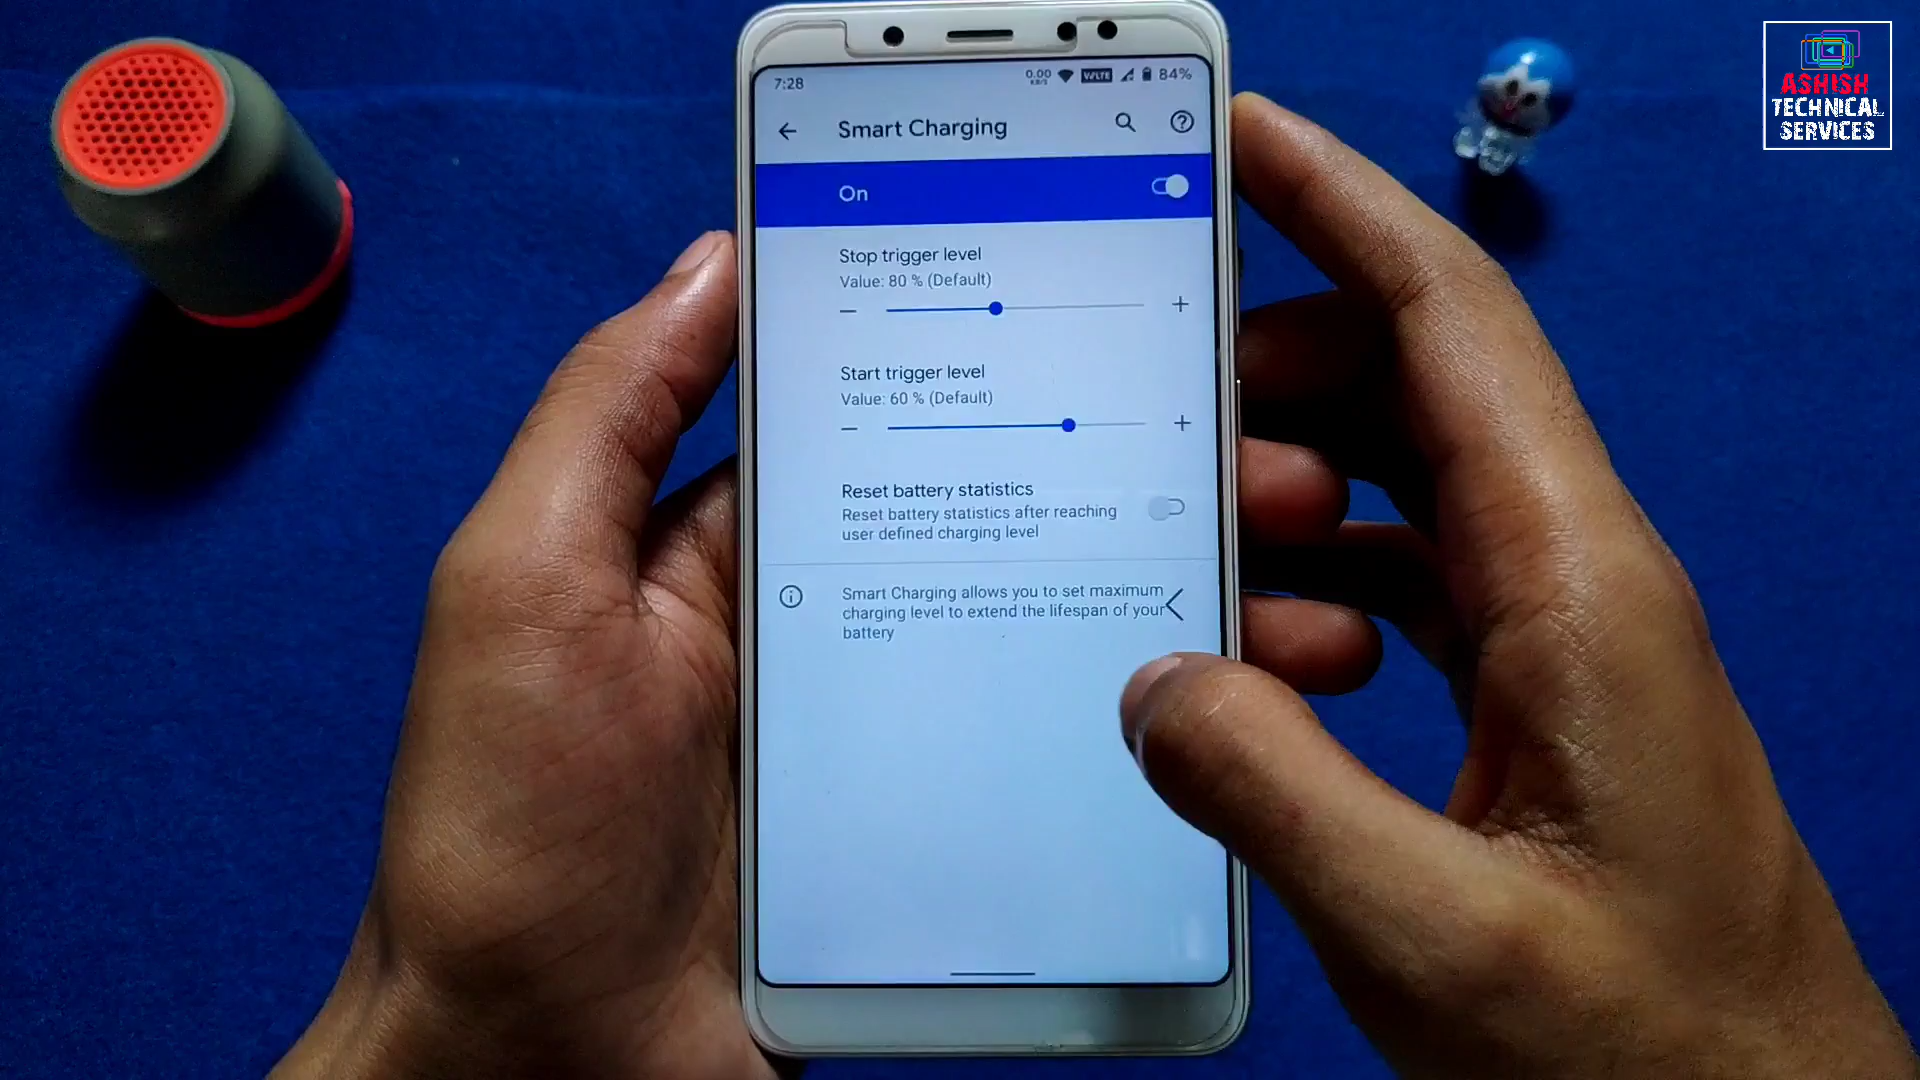 7:28
0.00
KB/S
VoLTE
84%
Smart Charging
On
Stop trigger level
Value: 80 % (Default)
Start trigger level
Value: 60 % (Default)
Reset battery statistics
Reset battery statistics after reaching
user defined charging level
Smart Charging allows you to set maximum
charging level to extend the lifespan of your
battery
ASHISH
TECHNICAL
SERVICES